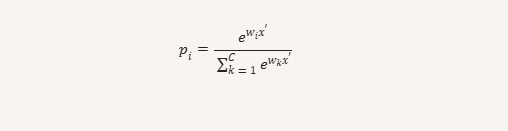 p_i = \frac{e^{w_i x'}}{\sum_{k=1}^{C} e^{w_k x'}}